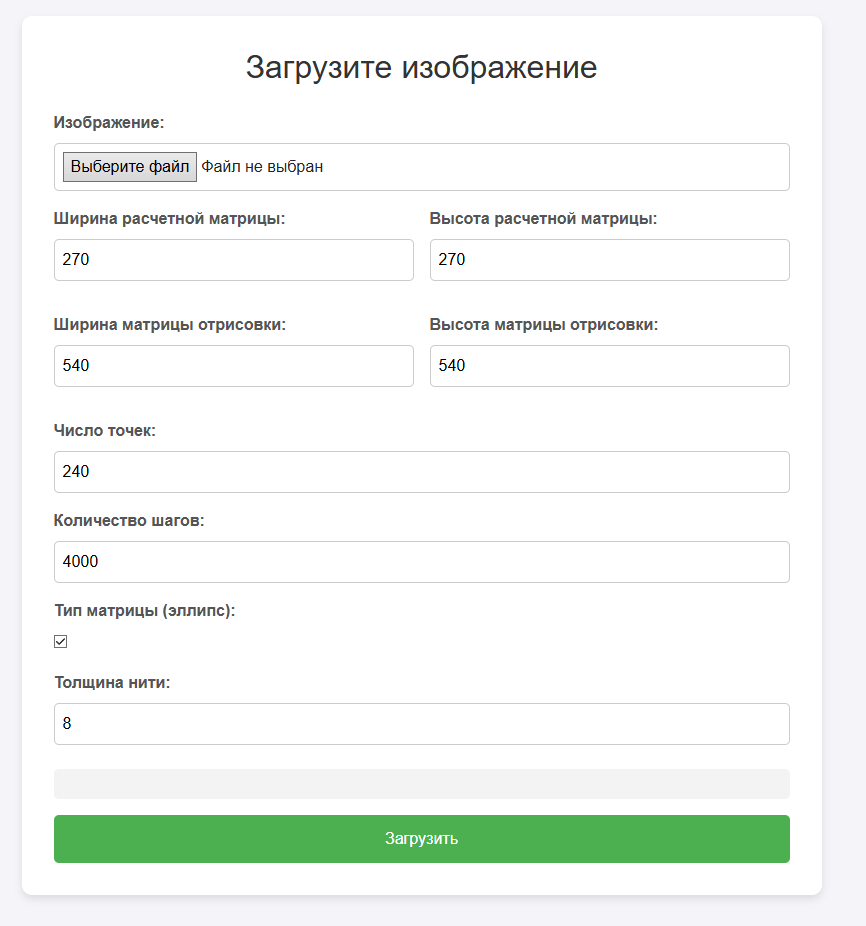 Загрузите изображение
Изображение:
Выберите файл Файл не выбран
Ширина расчетной матрицы: Высота расчетной матрицы:
270 270
Ширина матрицы отрисовки: Высота матрицы отрисовки:
540 540
Число точек:
240
Количество шагов:
4000
Тип матрицы (эллипс):
Толщина нити:
8
Загрузить